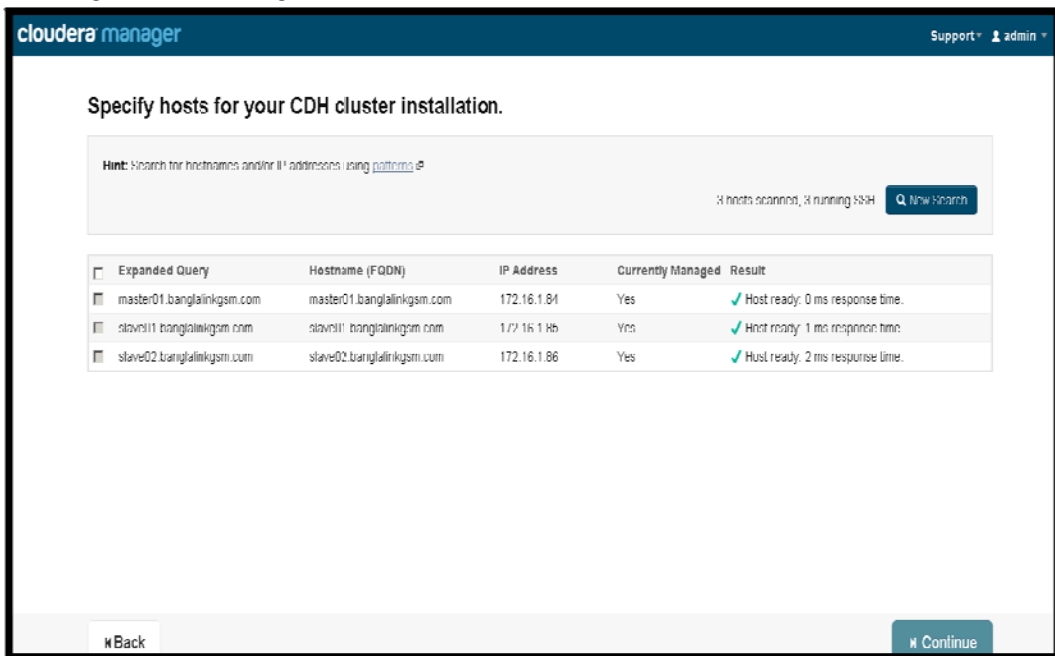 cloudera manager
Support admin
Specify hosts for your CDH cluster installation.
Hint: Search for hostnames and/or IP addresses using patterns
3 hosts scanned, 3 running SSH New Search
Expanded Query Hostname (FQDN) IP Address Currently Managed Result
master01.banglalinkgsm.com master01.banglalinkgsm.com 172.16.1.84 Yes Host ready: 0 ms response time.
slave01.banglalinkgsm.com slave01.banglalinkgsm.com 172.16.1.85 Yes Host ready: 1 ms response time.
slave02.banglalinkgsm.com slave02.banglalinkgsm.com 172.16.1.86 Yes Host ready: 2 ms response time.
Back Continue